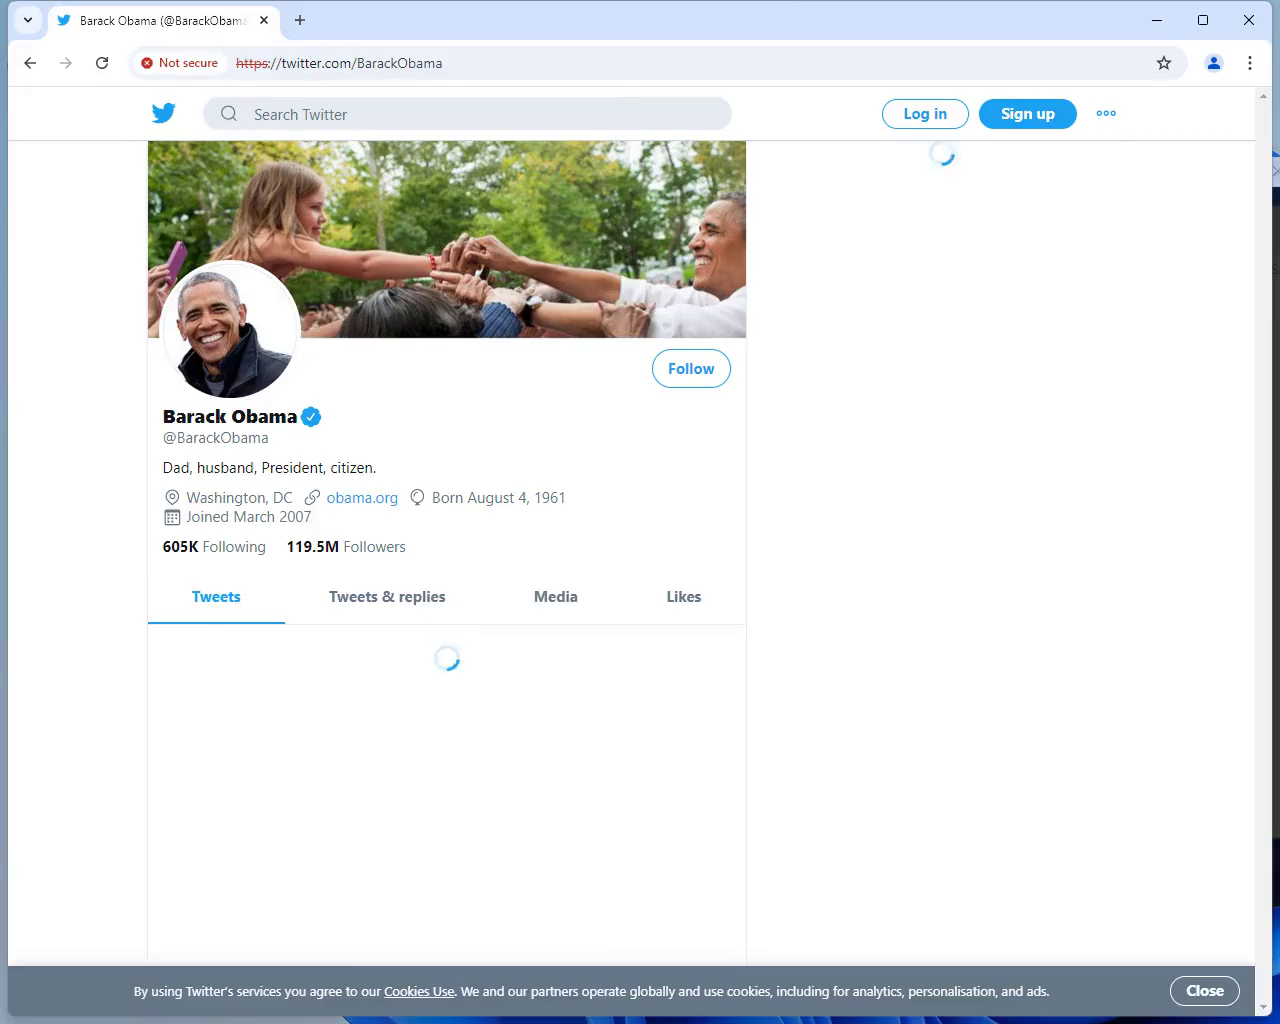 Barack Obama (@BarackObama
Not secure
https://twitter.com/BarackObama
Search Twitter
Log in
Sign up
Follow
Barack Obama
@BarackObama
Dad, husband, President, citizen.
Washington, DC obama.org Born August 4, 1961
Joined March 2007
605K Following 119.5M Followers
Tweets Tweets & replies Media Likes
By using Twitter's services you agree to our Cookies Use. We and our partners operate globally and use cookies, including for analytics, personalisation, and ads.
Close